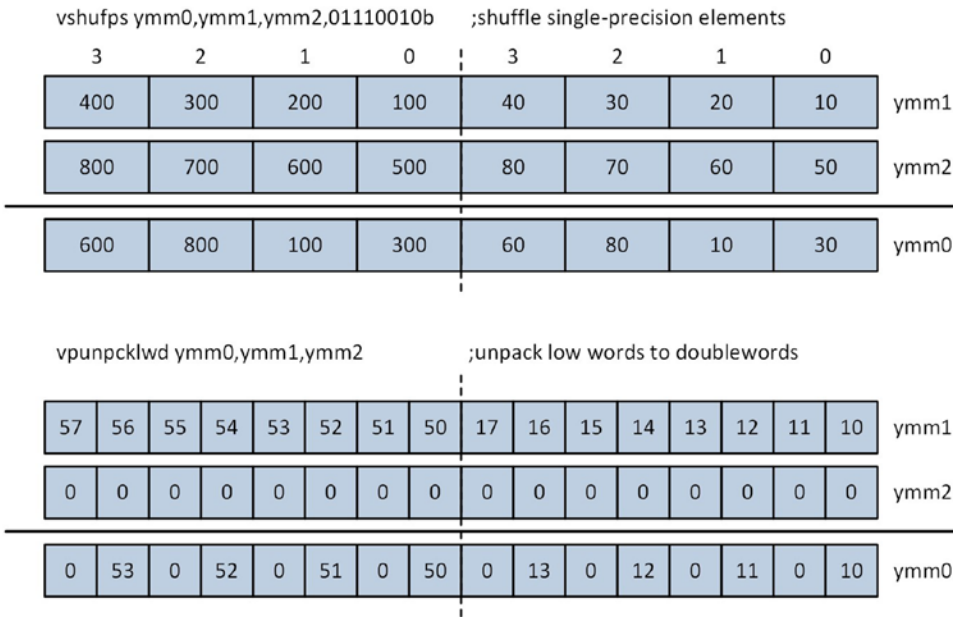 vshufps ymm0,ymm1,ymm2,01110010b ;shuffle single-precision elements
3 2 1 0 3 2 1 0
400 300 200 100 40 30 20 10 ymm1
800 700 600 500 80 70 60 50 ymm2
600 800 100 300 60 80 10 30 ymm0
vpunpcklwd ymm0,ymm1,ymm2 ;unpack low words to doublewords
57 56 55 54 53 52 51 50 17 16 15 14 13 12 11 10 ymm1
0 0 0 0 0 0 0 0 0 0 0 0 0 0 0 0 ymm2
0 53 0 52 0 51 0 50 0 13 0 12 0 11 0 10 ymm0